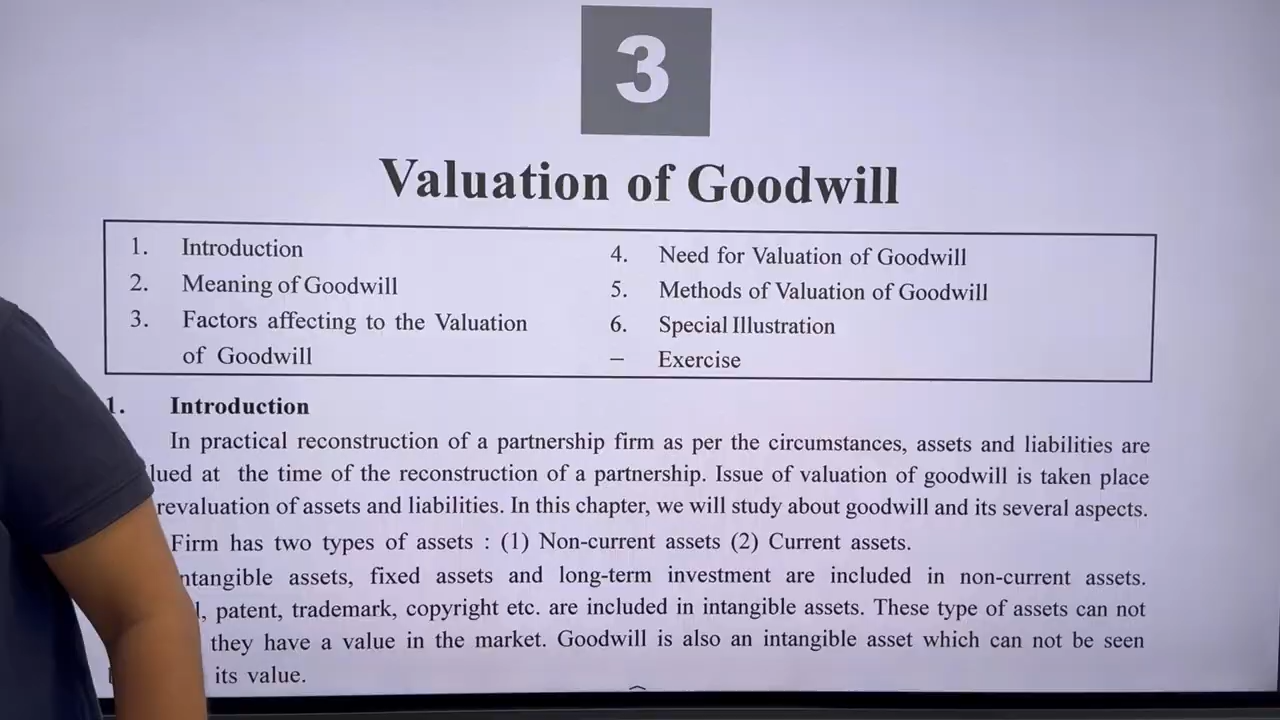 3
Valuation of Goodwill
1. Introduction
2. Meaning of Goodwill
3. Factors affecting to the Valuation
of Goodwill
4. Need for Valuation of Goodwill
5. Methods of Valuation of Goodwill
6. Special Illustration
– Exercise
1. Introduction
In practical reconstruction of a partnership firm as per the circumstances, assets and liabilities are
lued at the time of the reconstruction of a partnership. Issue of valuation of goodwill is taken place
revaluation of assets and liabilities. In this chapter, we will study about goodwill and its several aspects.
Firm has two types of assets : (1) Non-current assets (2) Current assets.
ntangible assets, fixed assets and long-term investment are included in non-current assets.
l, patent, trademark, copyright etc. are included in intangible assets. These type of assets can not
they have a value in the market. Goodwill is also an intangible asset which can not be seen
its value.